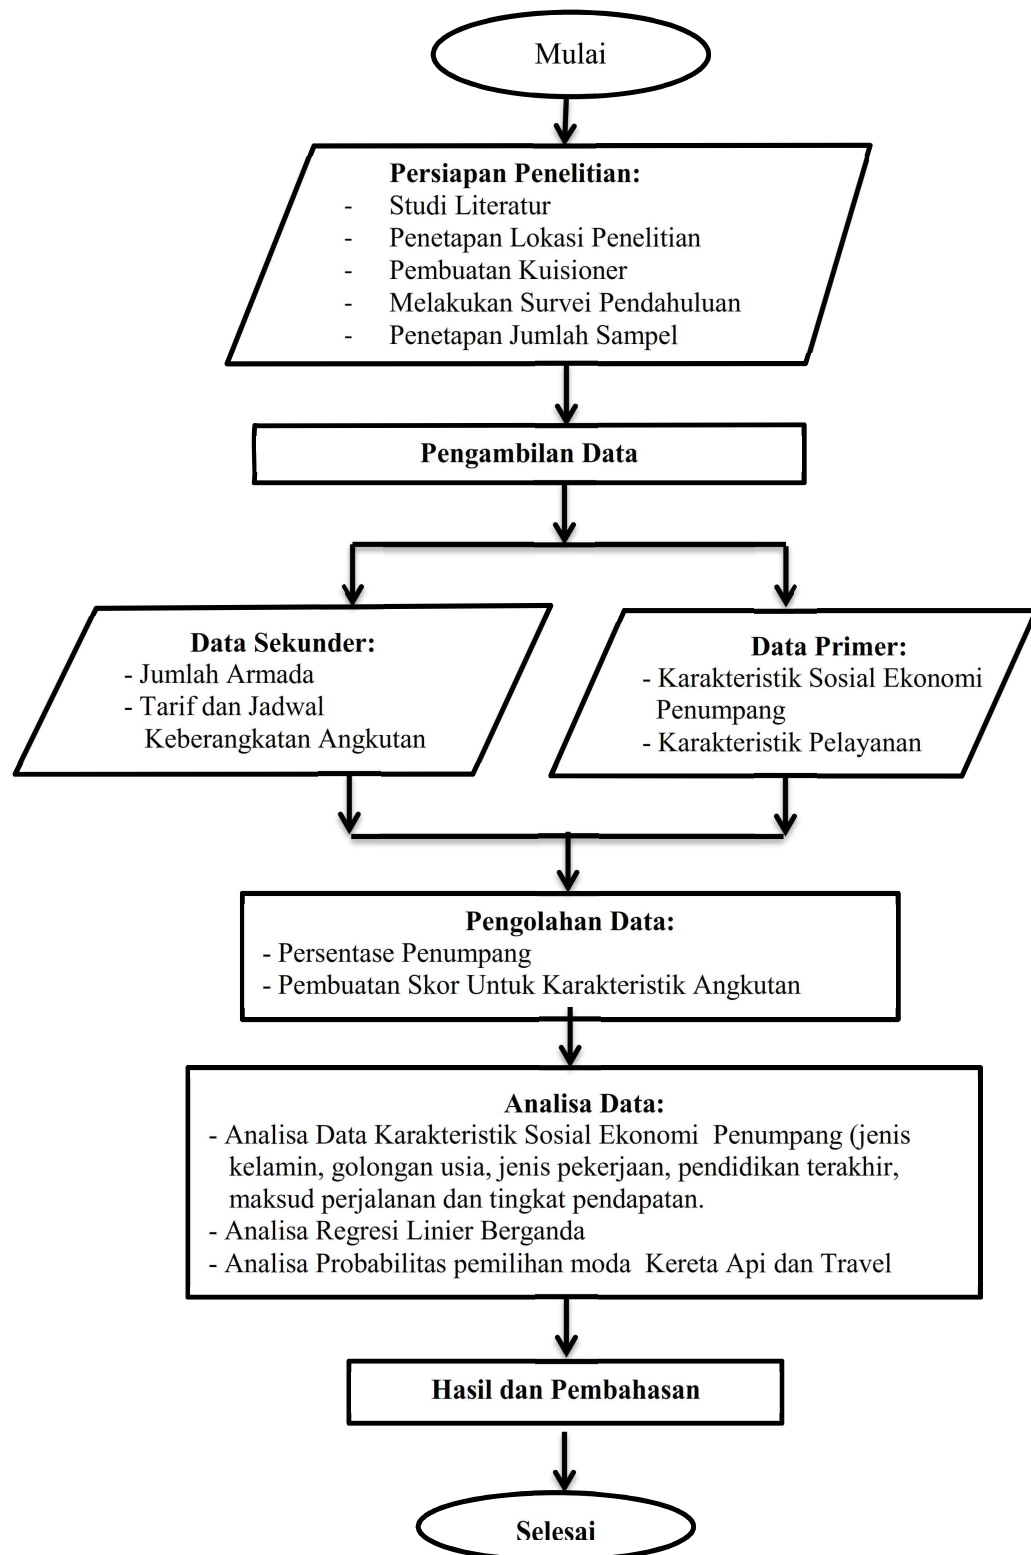 Mulai
Persiapan Penelitian:
- Studi Literatur
- Penetapan Lokasi Penelitian
- Pembuatan Kuisioner
- Melakukan Survei Pendahuluan
- Penetapan Jumlah Sampel
Pengambilan Data
Data Sekunder:
- Jumlah Armada
- Tarif dan Jadwal
Keberangkatan Angkutan
Data Primer:
- Karakteristik Sosial Ekonomi
Penumpang
- Karakteristik Pelayanan
Pengolahan Data:
- Persentase Penumpang
- Pembuatan Skor Untuk Karakteristik Angkutan
Analisa Data:
- Analisa Data Karakteristik Sosial Ekonomi Penumpang (jenis
kelamin, golongan usia, jenis pekerjaan, pendidikan terakhir,
maksud perjalanan dan tingkat pendapatan.
- Analisa Regresi Linier Berganda
- Analisa Probabilitas pemilihan moda Kereta Api dan Travel
Hasil dan Pembahasan
Selesai